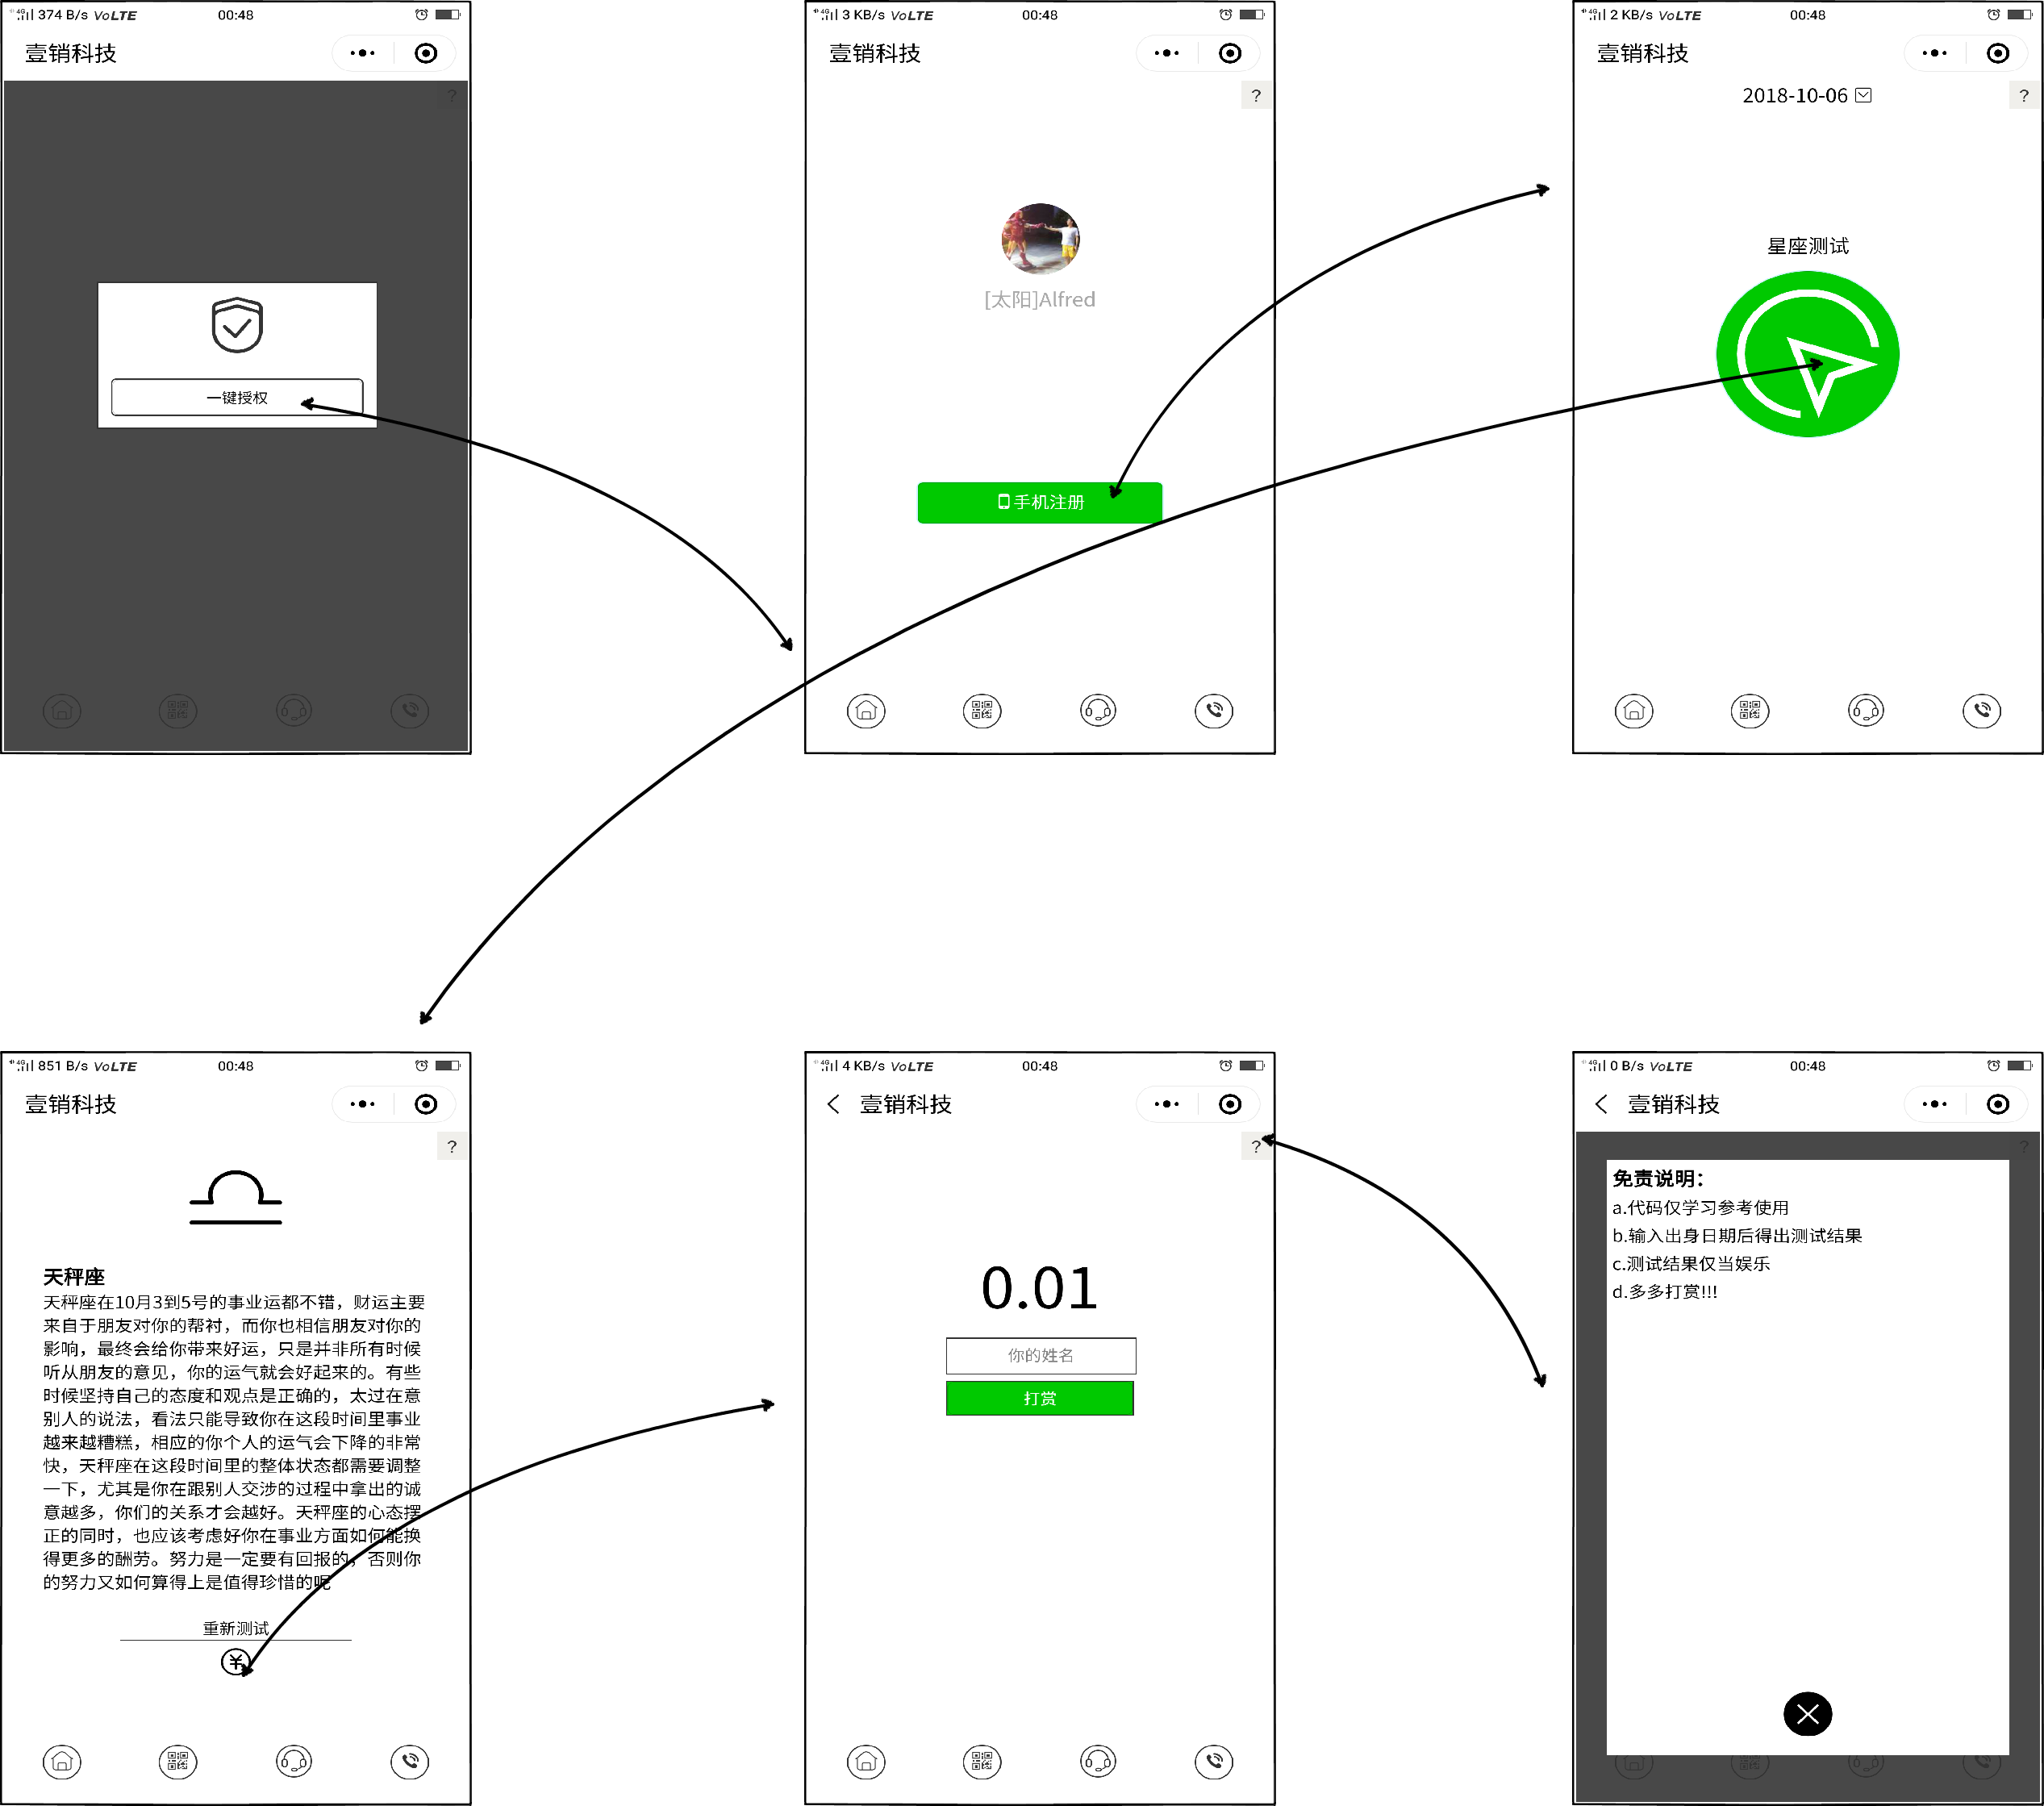 4G 374 B/s VoLTE 00:48
壹销科技
?
一键授权
4G 3 KB/s VoLTE 00:48
壹销科技
?
[太阳]Alfred
手机注册
4G 2 KB/s VoLTE 00:48
壹销科技
2018-10-06
?
星座测试
4G 851 B/s VoLTE 00:48
壹销科技
?
天秤座
天秤座在10月3到5号的事业运都不错，财运主要
来自于朋友对你的帮衬，而你也相信朋友对你的
影响，最终会给你带来好运，只是并非所有时候
听从朋友的意见，你的运气就会好起来的。有些
时候坚持自己的态度和观点是正确的，太过在意
别人的说法，看法只能导致你在这段时间里事业
越来越糟糕，相应的你个人的运气会下降的非常
快，天秤座在这段时间里的整体状态都需要调整
一下，尤其是你在跟别人交涉的过程中拿出的诚
意越多，你们的关系才会越好。天秤座的心态摆
正的同时，也应该考虑好你在事业方面如何能换
得更多的酬劳。努力是一定要有回报的，否则你
的努力又如何算得上是值得珍惜的呢
重新测试
¥
4G 4 KB/s VoLTE 00:48
壹销科技
?
0.01
你的姓名
打赏
4G 0 B/s VoLTE 00:48
壹销科技
?
免责说明：
a.代码仅学习参考使用
b.输入出身日期后得出测试结果
c.测试结果仅当娱乐
d.多多打赏!!!